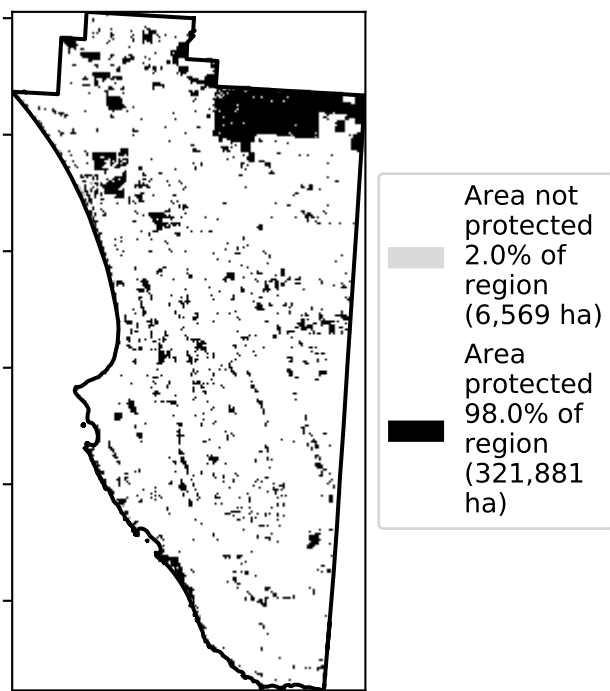 Area not
protected
2.0% of
region
(6,569 ha)
Area
protected
98.0% of
region
(321,881
ha)